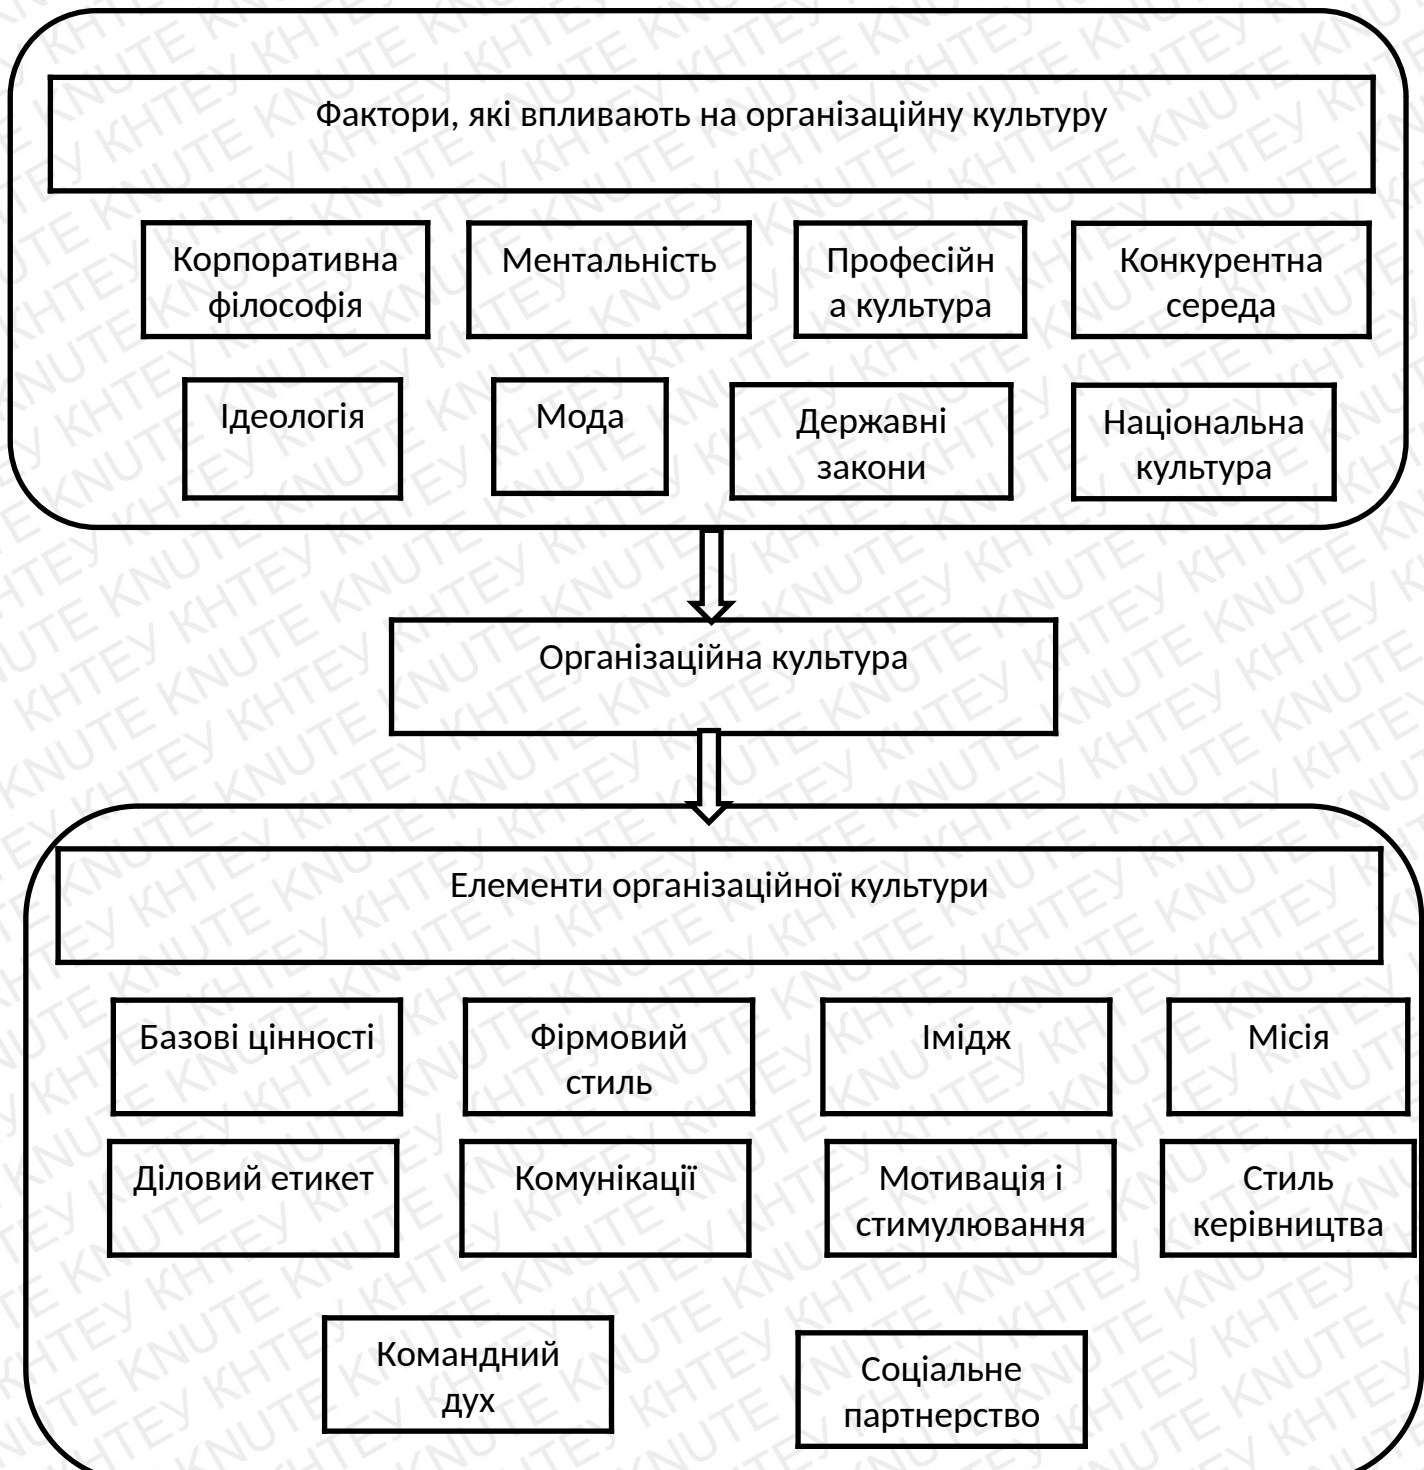 Фактори, які впливають на організаційну культуру
Корпоративна
філософія
Ментальність
Професійн
а культура
Конкурентна
середа
Ідеологія
Мода
Державні
закони
Національна
культура
Організаційна культура
Елементи організаційної культури
Базові цінності
Фірмовий
стиль
Імідж
Місія
Діловий етикет
Комунікації
Мотивація і
стимулювання
Стиль
керівництва
Командний
дух
Соціальне
партнерство
KNUTE КНТЕУ